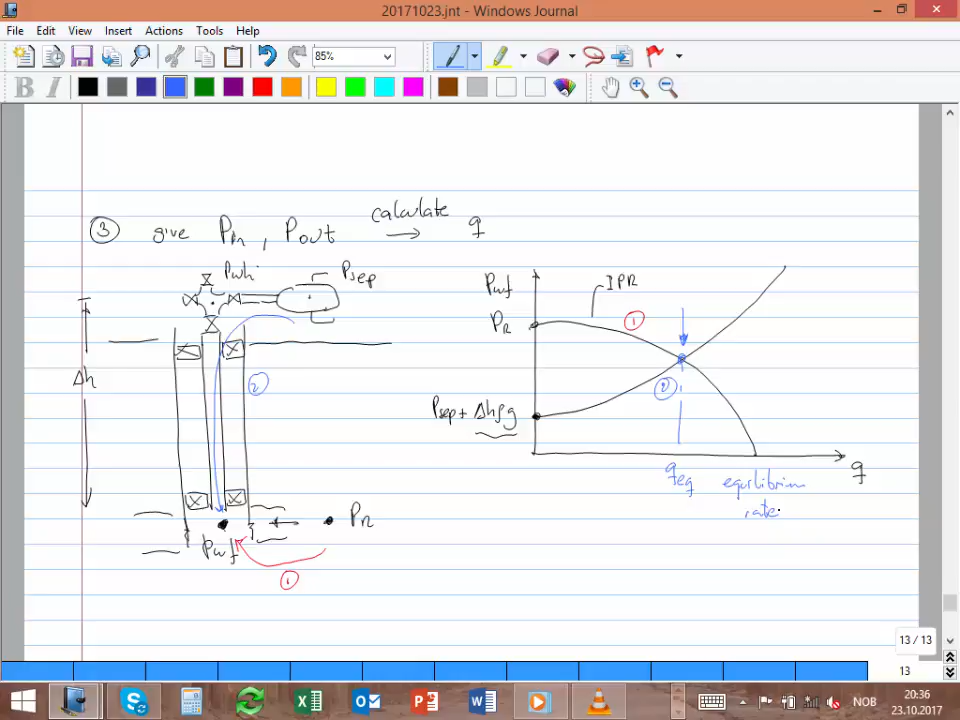 20171023.jnt - Windows Journal
File Edit View Insert Actions Tools Help
85%
B I
3 give Pin, Pout calculate → q
Pwh Psep
Δh
2
Pwf PR
1
Pwf IPR
PR 1
2
Psep + Δhρg
q
qeq equilibrium
rate
13 / 13
13
NOB
20:36
23.10.2017